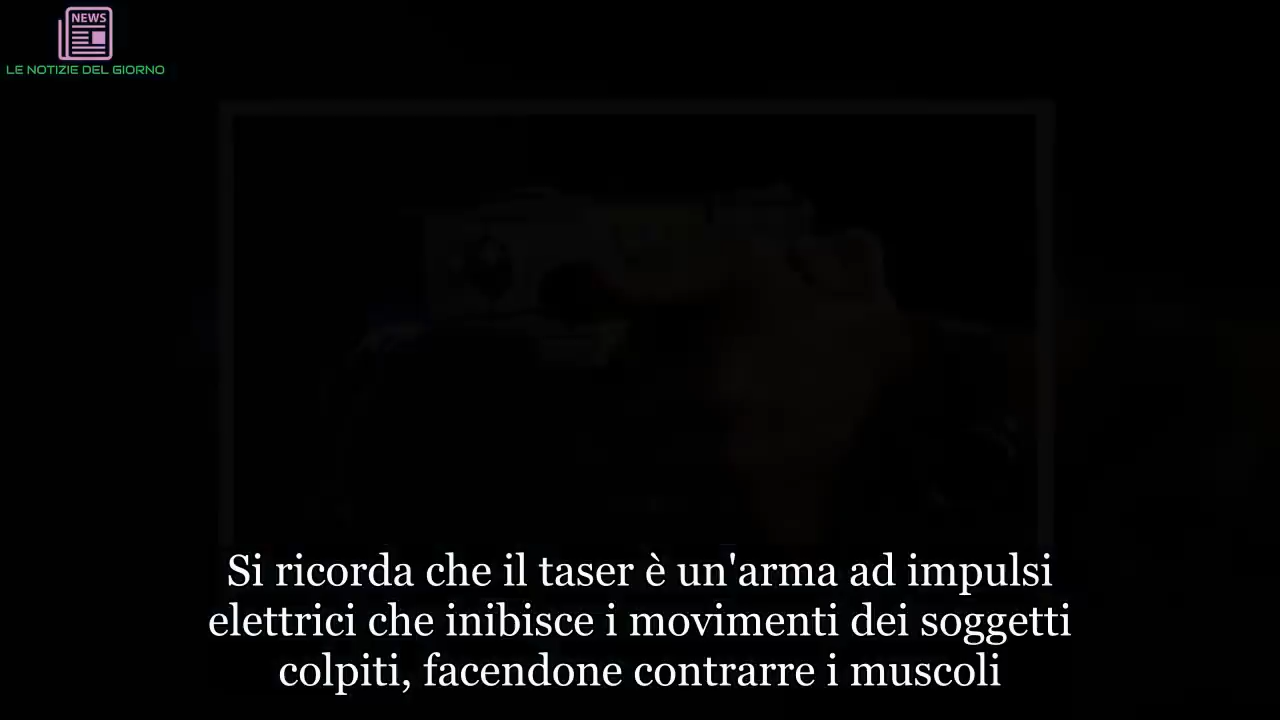 NEWS
LE NOTIZIE DEL GIORNO
Si ricorda che il taser è un'arma ad impulsi
elettrici che inibisce i movimenti dei soggetti
colpiti, facendone contrarre i muscoli